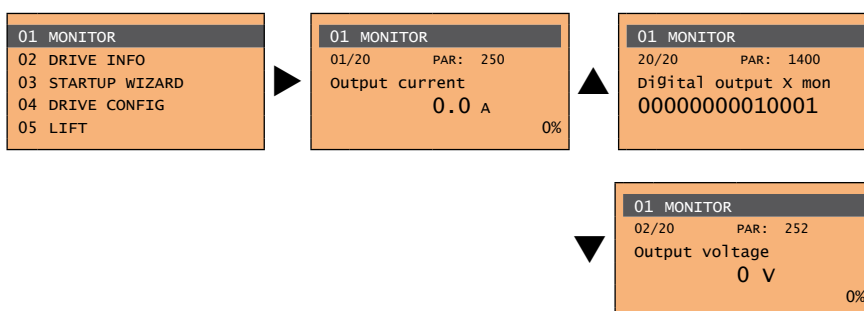 01 MONITOR
02 DRIVE INFO
03 STARTUP WIZARD
04 DRIVE CONFIG
05 LIFT
01 MONITOR
01/20 PAR: 250
Output current
0.0 A
0%
01 MONITOR
20/20 PAR: 1400
Digital output X mon
00000000010001
01 MONITOR
02/20 PAR: 252
Output voltage
0 V
0%